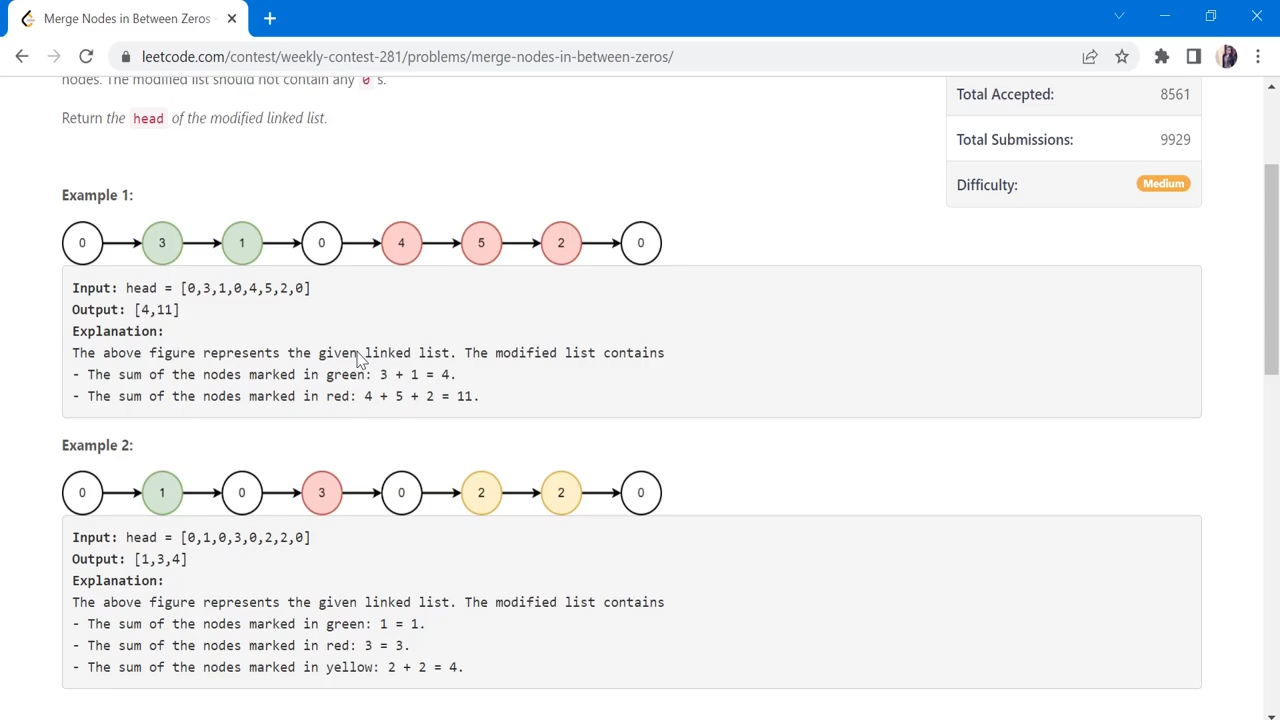 Merge Nodes in Between Zeros -
leetcode.com/contest/weekly-contest-281/problems/merge-nodes-in-between-zeros/
nodes. The modified list should not contain any 0 's.
Return the head of the modified linked list.
Total Accepted: 8561
Total Submissions: 9929
Difficulty: Medium
Example 1:
0 3 1 0 4 5 2 0
Input: head = [0,3,1,0,4,5,2,0]
Output: [4,11]
Explanation:
The above figure represents the given linked list. The modified list contains
- The sum of the nodes marked in green: 3 + 1 = 4.
- The sum of the nodes marked in red: 4 + 5 + 2 = 11.
Example 2:
0 1 0 3 0 2 2 0
Input: head = [0,1,0,3,0,2,2,0]
Output: [1,3,4]
Explanation:
The above figure represents the given linked list. The modified list contains
- The sum of the nodes marked in green: 1 = 1.
- The sum of the nodes marked in red: 3 = 3.
- The sum of the nodes marked in yellow: 2 + 2 = 4.